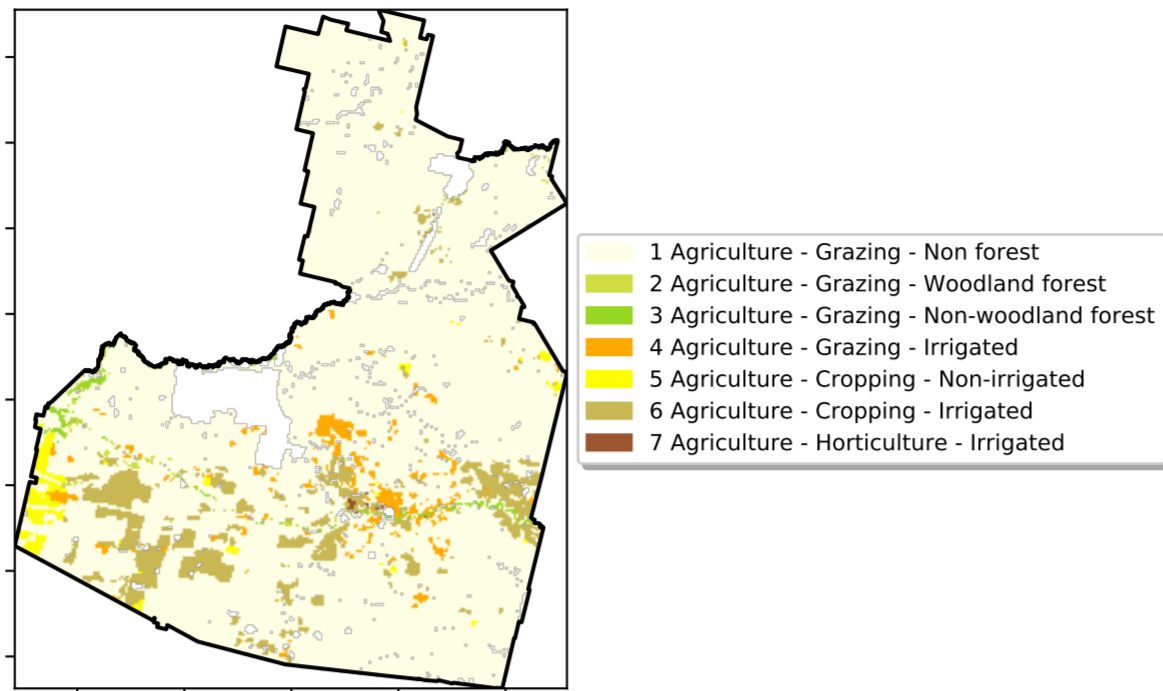 1 Agriculture - Grazing - Non forest
2 Agriculture - Grazing - Woodland forest
3 Agriculture - Grazing - Non-woodland forest
4 Agriculture - Grazing - Irrigated
5 Agriculture - Cropping - Non-irrigated
6 Agriculture - Cropping - Irrigated
7 Agriculture - Horticulture - Irrigated